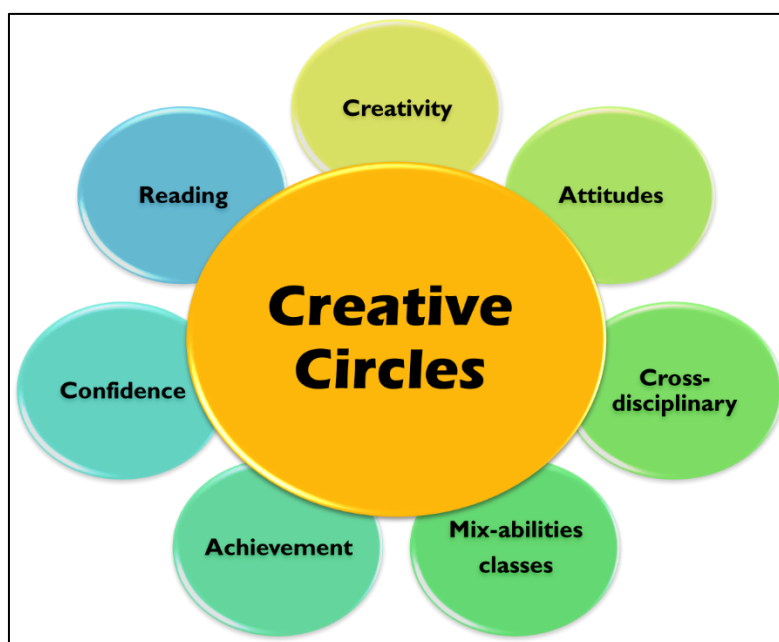 Creativity
Attitudes
Cross-
disciplinary
Mix-abilities
classes
Achievement
Confidence
Reading
Creative
Circles